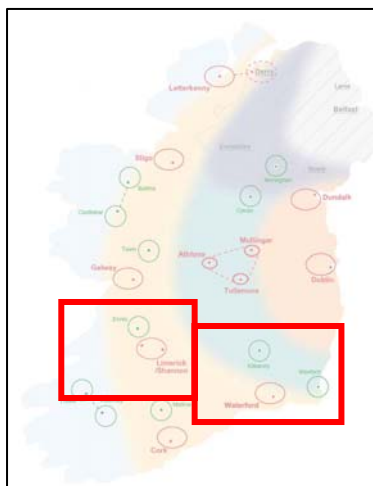 Derry
Letterkenny
Larne
Belfast
Sligo
Monaghan
Ballina
Cavan
Dundalk
Castlebar
Tuam
Mullingar
Athlone
Galway
Dublin
Tullamore
Ennis
Limerick
/Shannon
Kilkenny
Wexford
Waterford
Cork